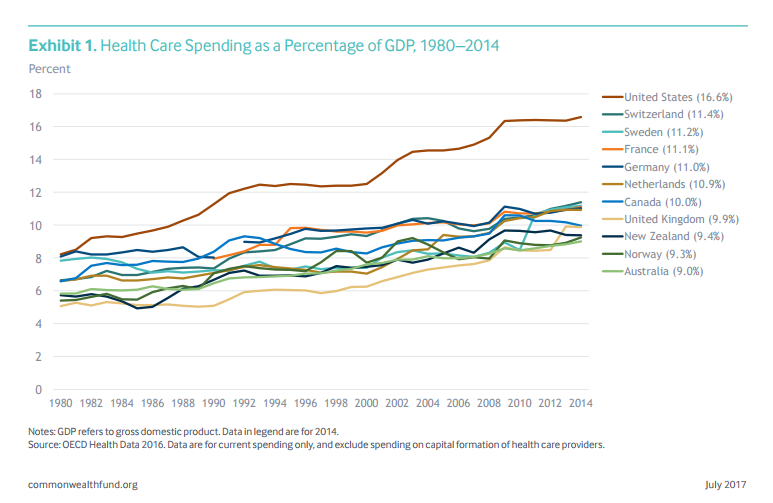 Exhibit 1. Health Care Spending as a Percentage of GDP, 1980–2014
Percent
18
16
14
12
10
8
6
4
2
0
1980 1982 1984 1986 1988 1990 1992 1994 1996 1998 2000 2002 2004 2006 2008 2010 2012 2014
United States (16.6%)
Switzerland (11.4%)
Sweden (11.2%)
France (11.1%)
Germany (11.0%)
Netherlands (10.9%)
Canada (10.0%)
United Kingdom (9.9%)
New Zealand (9.4%)
Norway (9.3%)
Australia (9.0%)
Notes: GDP refers to gross domestic product. Data in legend are for 2014.
Source: OECD Health Data 2016. Data are for current spending only, and exclude spending on capital formation of health care providers.
commonwealthfund.org
July 2017